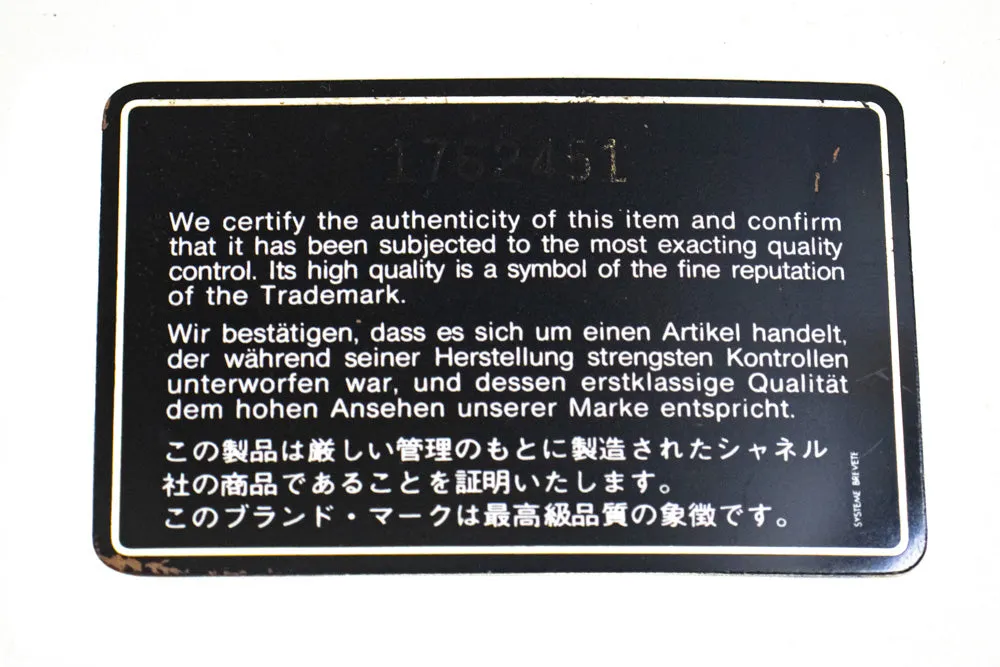 1762451
We certify the authenticity of this item and confirm
that it has been subjected to the most exacting quality
control. Its high quality is a symbol of the fine reputation
of the Trademark.
Wir bestätigen, dass es sich um einen Artikel handelt,
der während seiner Herstellung strengsten Kontrollen
unterworfen war, und dessen erstklassige Qualität
dem hohen Ansehen unserer Marke entspricht.
この製品は厳しい管理のもとに製造されたシャネル
社の商品であることを証明いたします。
このブランド・マークは最高級品質の象徴です。
SYSTEME BREVETE